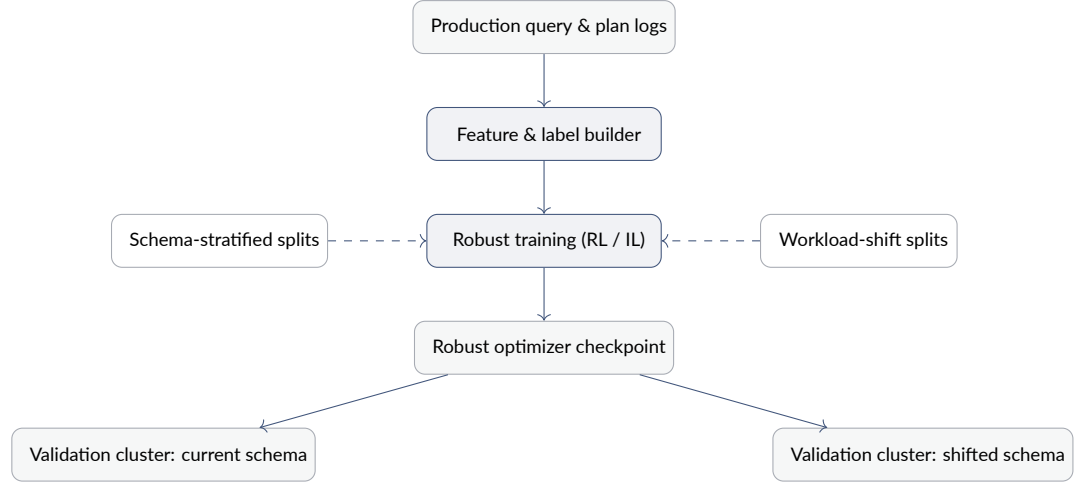 Production query & plan logs
Feature & label builder
Schema-stratified splits
Robust training (RL / IL)
Workload-shift splits
Robust optimizer checkpoint
Validation cluster: current schema
Validation cluster: shifted schema